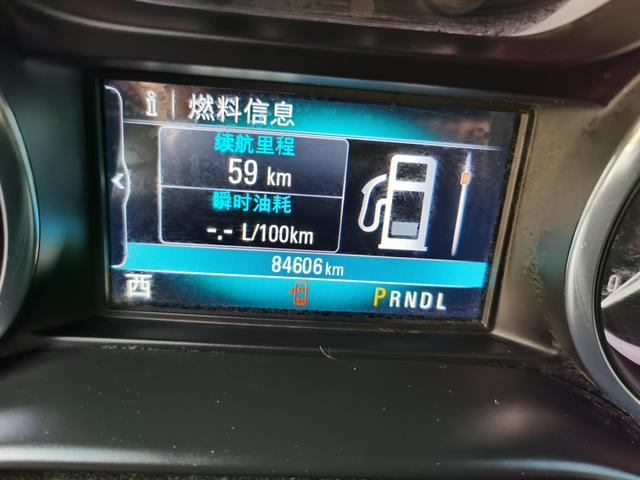 i 燃料信息
续航里程
59 km
瞬时油耗
-.- L/100km
84606 km
西 PRNDL